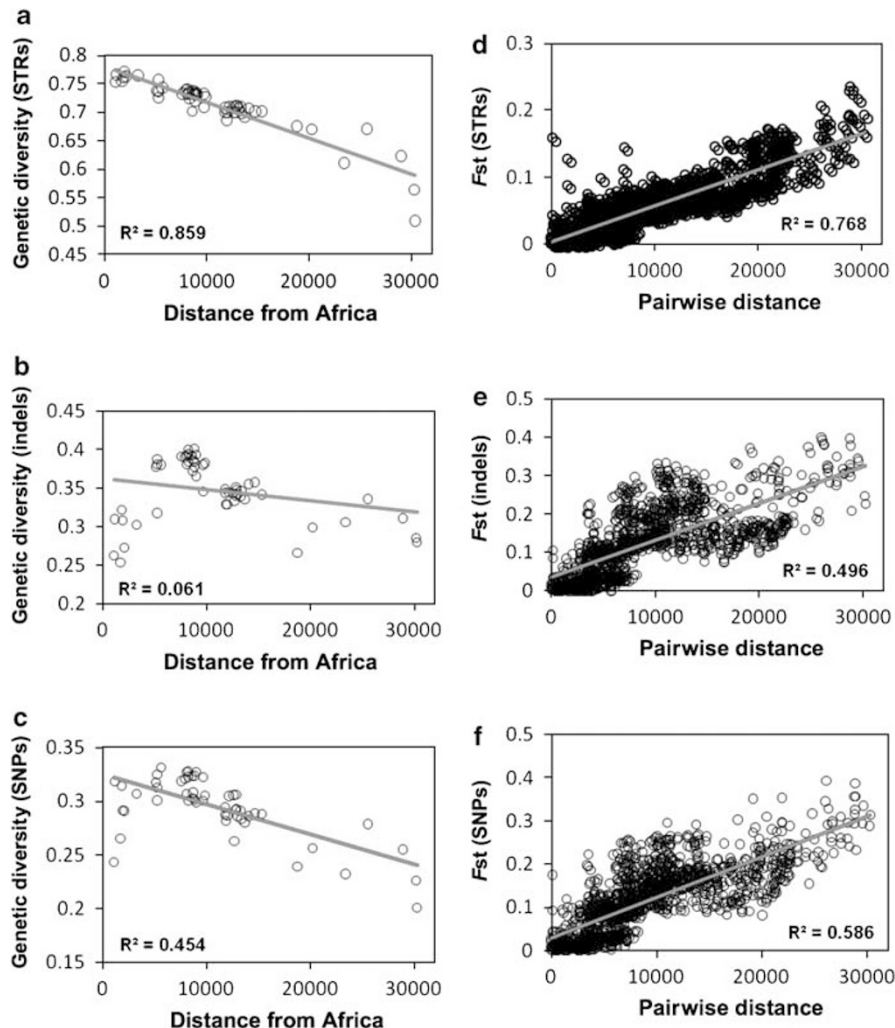 a
Genetic diversity (STRs)
0.8
0.75
0.7
0.65
0.6
0.55
0.5
0.45
R² = 0.859
0 10000 20000 30000
Distance from Africa
d
Fst (STRs)
0.3
0.2
0.1
0
R² = 0.768
0 10000 20000 30000
Pairwise distance
b
Genetic diversity (indels)
0.45
0.4
0.35
0.3
0.25
0.2
R² = 0.061
0 10000 20000 30000
Distance from Africa
e
Fst (indels)
0.5
0.4
0.3
0.2
0.1
0
R² = 0.496
0 10000 20000 30000
Pairwise distance
c
Genetic diversity (SNPs)
0.35
0.3
0.25
0.2
0.15
R² = 0.454
0 10000 20000 30000
Distance from Africa
f
Fst (SNPs)
0.5
0.4
0.3
0.2
0.1
0
R² = 0.586
0 10000 20000 30000
Pairwise distance